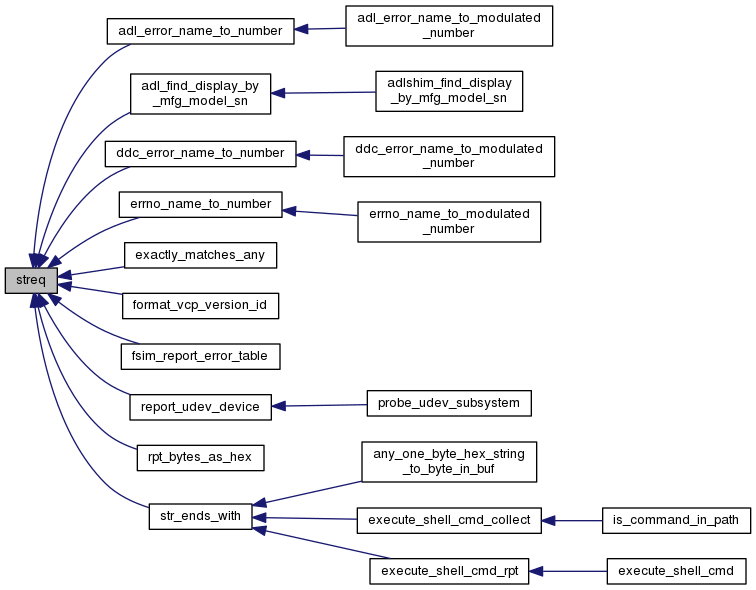 adl_error_name_to_number
adl_error_name_to_modulated
_number
adl_find_display_by
_mfg_model_sn
adlshim_find_display
_by_mfg_model_sn
ddc_error_name_to_number
ddc_error_name_to_modulated
_number
errno_name_to_number
errno_name_to_modulated
_number
exactly_matches_any
streq
format_vcp_version_id
fsim_report_error_table
report_udev_device
probe_udev_subsystem
rpt_bytes_as_hex
any_one_byte_hex_string
_to_byte_in_buf
str_ends_with
execute_shell_cmd_collect
is_command_in_path
execute_shell_cmd_rpt
execute_shell_cmd